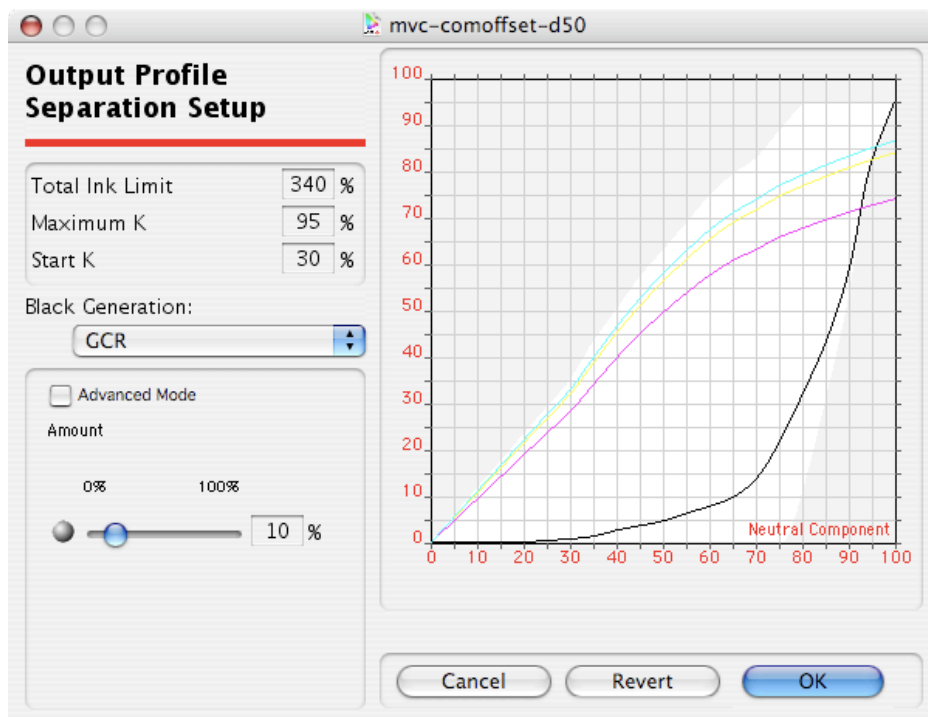 mvc-comoffset-d50
Output Profile
Separation Setup
Total Ink Limit 340 %
Maximum K 95 %
Start K 30 %
Black Generation:
GCR
Advanced Mode
Amount
0% 100%
10 %
100
90
80
70
60
50
40
30
20
10
0
Neutral Component
0 10 20 30 40 50 60 70 80 90 100
Cancel Revert OK